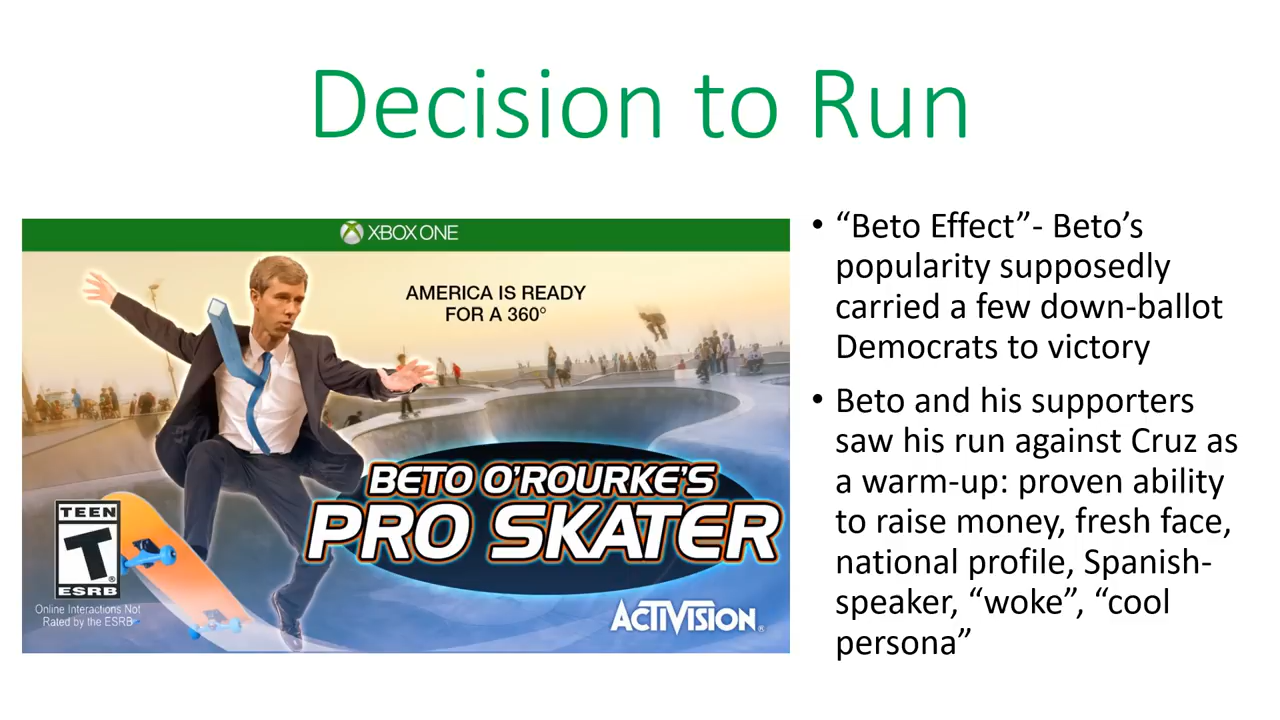 Decision to Run
XBOX ONE
AMERICA IS READY
FOR A 360°
BETO O'ROURKE'S
PRO SKATER
TEEN
T
®
ESRB
Online Interactions Not
Rated by the ESRB
ACTIVISION®
• “Beto Effect”- Beto’s
popularity supposedly
carried a few down-ballot
Democrats to victory
• Beto and his supporters
saw his run against Cruz as
a warm-up: proven ability
to raise money, fresh face,
national profile, Spanish-
speaker, “woke”, “cool
persona”